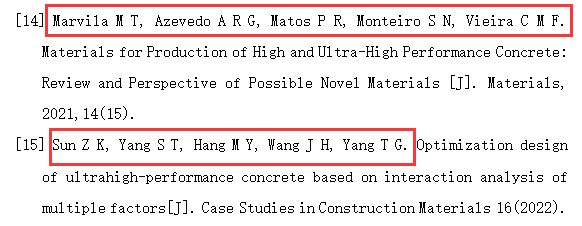 [14] Marvila M T, Azevedo A R G, Matos P R, Monteiro S N, Vieira C M F.
Materials for Production of High and Ultra-High Performance Concrete:
Review and Perspective of Possible Novel Materials [J]. Materials,
2021,14(15).
[15] Sun Z K, Yang S T, Hang M Y, Wang J H, Yang T G. Optimization design
of ultrahigh-performance concrete based on interaction analysis of
multiple factors[J]. Case Studies in Construction Materials 16(2022).